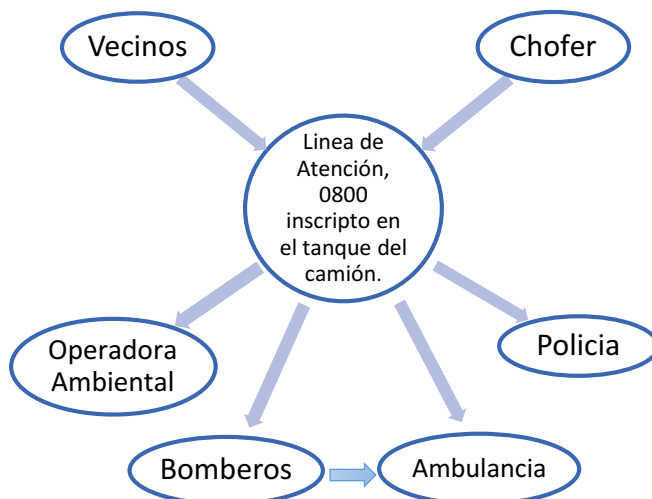 Vecinos
Chofer
Linea de
Atención,
0800
inscripto en
el tanque del
camión.
Operadora
Ambiental
Policia
Bomberos
Ambulancia